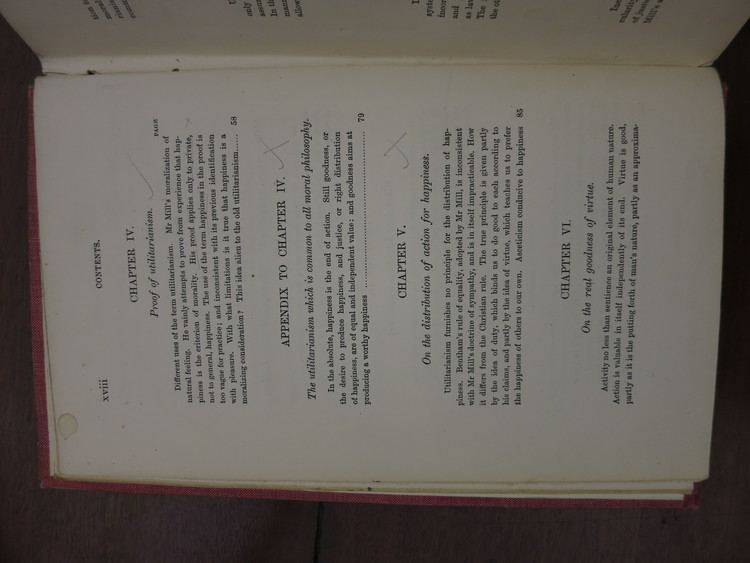 xviii
CONTENTS.
CHAPTER IV.
Proof of utilitarianism.
PAGE
Different uses of the term utilitarianism. Mr Mill's moralization of
natural feeling. He vainly attempts to prove from experience that hap-
piness is the criterion of morality. His proof applies only to private,
not to general, happiness. The use of the term happiness in the proof is
too vague for practice; and inconsistent with its previous identification
with pleasure. With what limitations is it true that happiness is a
moralizing consideration? This idea alien to the old utilitarianism...... 58
APPENDIX TO CHAPTER IV.
The utilitarianism which is common to all moral philosophy.
In the absolute, happiness is the end of action. Still goodness, or
the desire to produce happiness, and justice, or right distribution
of happiness, are of equal and independent value; and goodness aims at
producing a worthy happiness ................................................ 79
CHAPTER V.
On the distribution of action for happiness.
Utilitarianism furnishes no principle for the distribution of hap-
piness. Bentham's rule of equality, adopted by Mr Mill, is inconsistent
with Mr Mill's doctrine of sympathy, and is in itself impracticable. How
it differs from the Christian rule. The true principle is given partly
by the idea of duty, which binds us to do good to each according to
his claims, and partly by the idea of virtue, which teaches us to prefer
the happiness of others to our own. Asceticism conducive to happiness 85
CHAPTER VI.
On the real goodness of virtue.
Activity no less than sentience an original element of human nature.
Action is valuable in itself independently of its end. Virtue is good,
partly as it is the putting forth of man's nature, partly as an approxima-